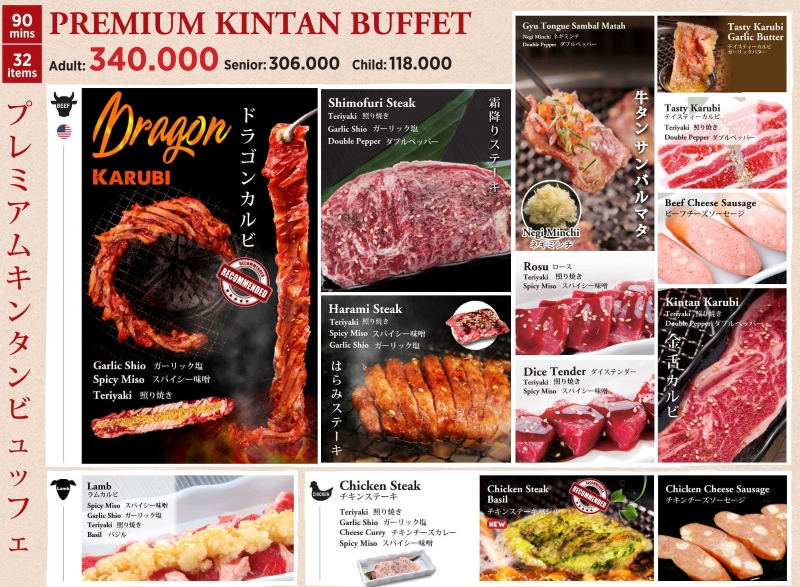 90
mins
32
items
PREMIUM KINTAN BUFFET
Adult: 340.000 Senior: 306.000 Child: 118.000
プレミアムキンタンビュッフェ
BEEF
Dragon
KARUBI
ドラゴンカルビ
RECOMMENDED
Garlic Shio ガーリック塩
Spicy Miso スパイシー味噌
Teriyaki 照り焼き
Shimofuri Steak
Teriyaki 照り焼き
Garlic Shio ガーリック塩
Double Pepper ダブルペッパー
霜降りステーキ
Harami Steak
Teriyaki 照り焼き
Spicy Miso スパイシー味噌
Garlic Shio ガーリック塩
はらみステーキ
Gyu Tongue Sambal Matah
Negi Minchi ネギミンチ
Double Pepper ダブルペッパー
牛タン サンバルマタ
Negi Minchi
ネギミンチ
Rosu ロース
Teriyaki 照り焼き
Spicy Miso スパイシー味噌
Dice Tender ダイステンダー
Teriyaki 照り焼き
Spicy Miso スパイシー味噌
Tasty Karubi
Garlic Butter
テイスティーカルビ
ガーリックバター
Tasty Karubi
テイスティーカルビ
Teriyaki 照り焼き
Double Pepper ダブルペッパー
Beef Cheese Sausage
ビーフチーズソーセージ
Kintan Karubi
Teriyaki 照り焼き
Double Pepper ダブルペッパー
金舌カルビ
Lamb
Lamb
ラムカルビ
Spicy Miso スパイシー味噌
Garlic Shio ガーリック塩
Teriyaki 照り焼き
Basil バジル
CHICKEN
Chicken Steak
チキンステーキ
Teriyaki 照り焼き
Garlic Shio ガーリック塩
Cheese Curry チキンチーズカレー
Spicy Miso スパイシー味噌
Chicken Steak
Basil
チキンステーキバジル
NEW
RECOMMENDED
Chicken Cheese Sausage
チキンチーズソーセージ